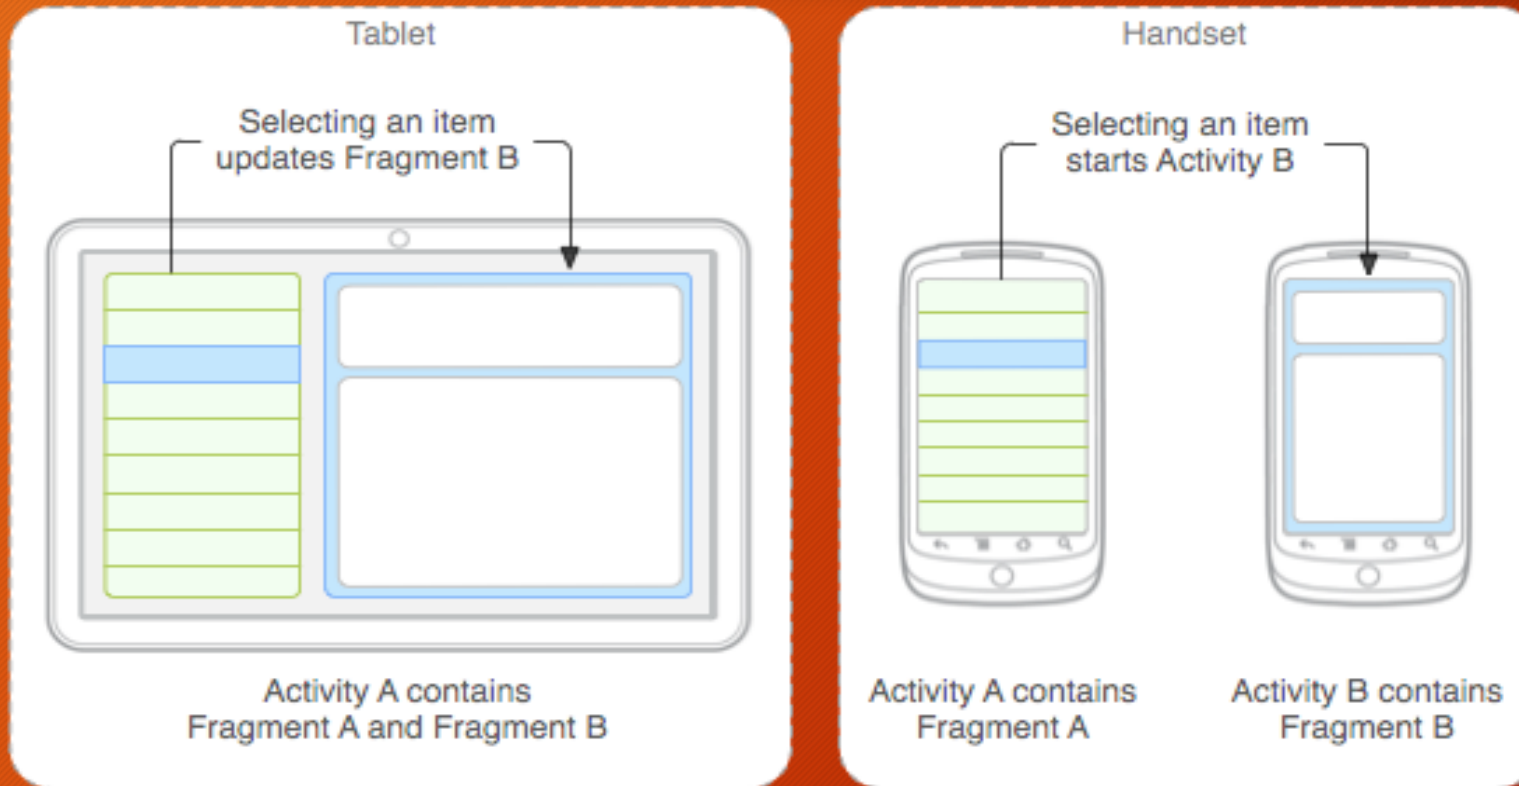 Tablet
Selecting an item
updates Fragment B
Activity A contains
Fragment A and Fragment B
Handset
Selecting an item
starts Activity B
Activity A contains
Fragment A
Activity B contains
Fragment B